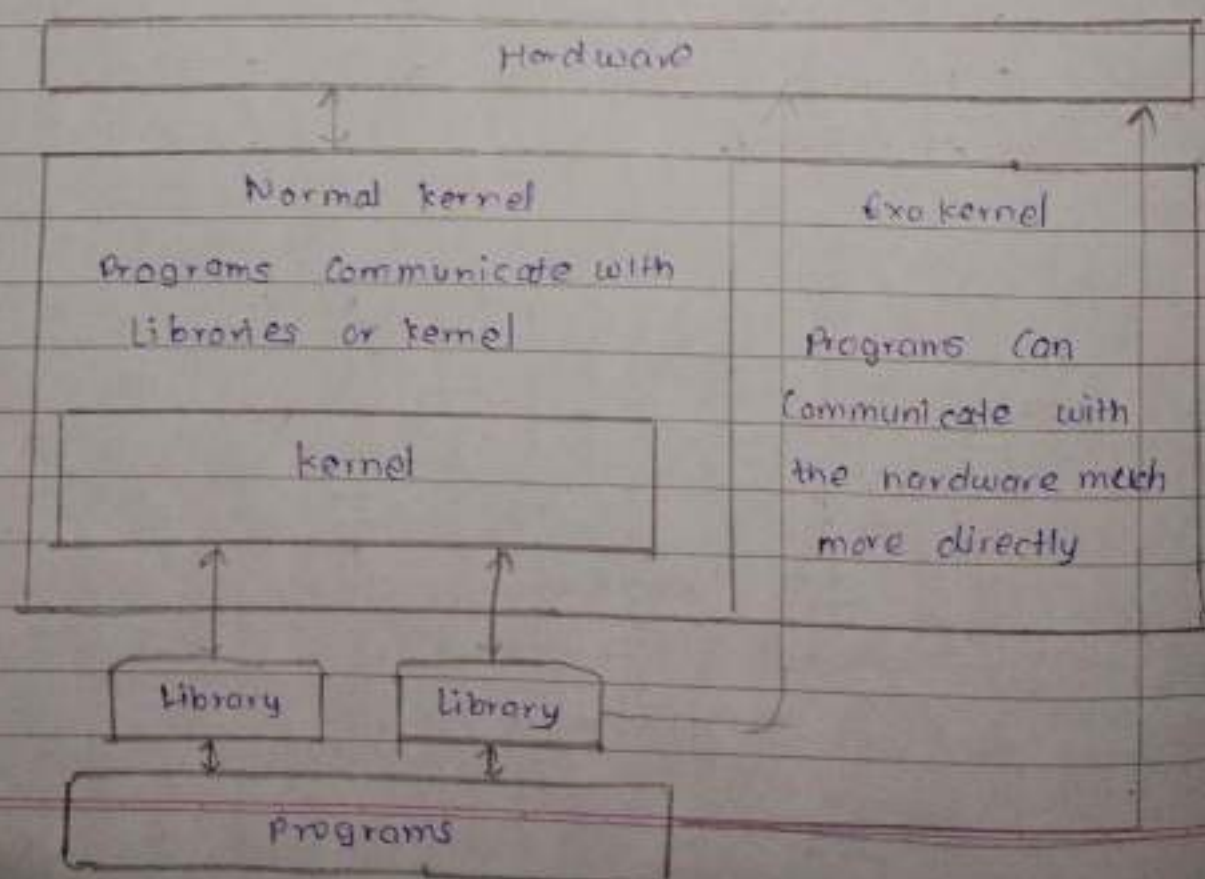 Hardware
Normal kernel
Programs Communicate with
Libraries or kernel
kernel
Exo kernel
Programs Can
Communicate with
the hardware much
more directly
Library
Library
Programs